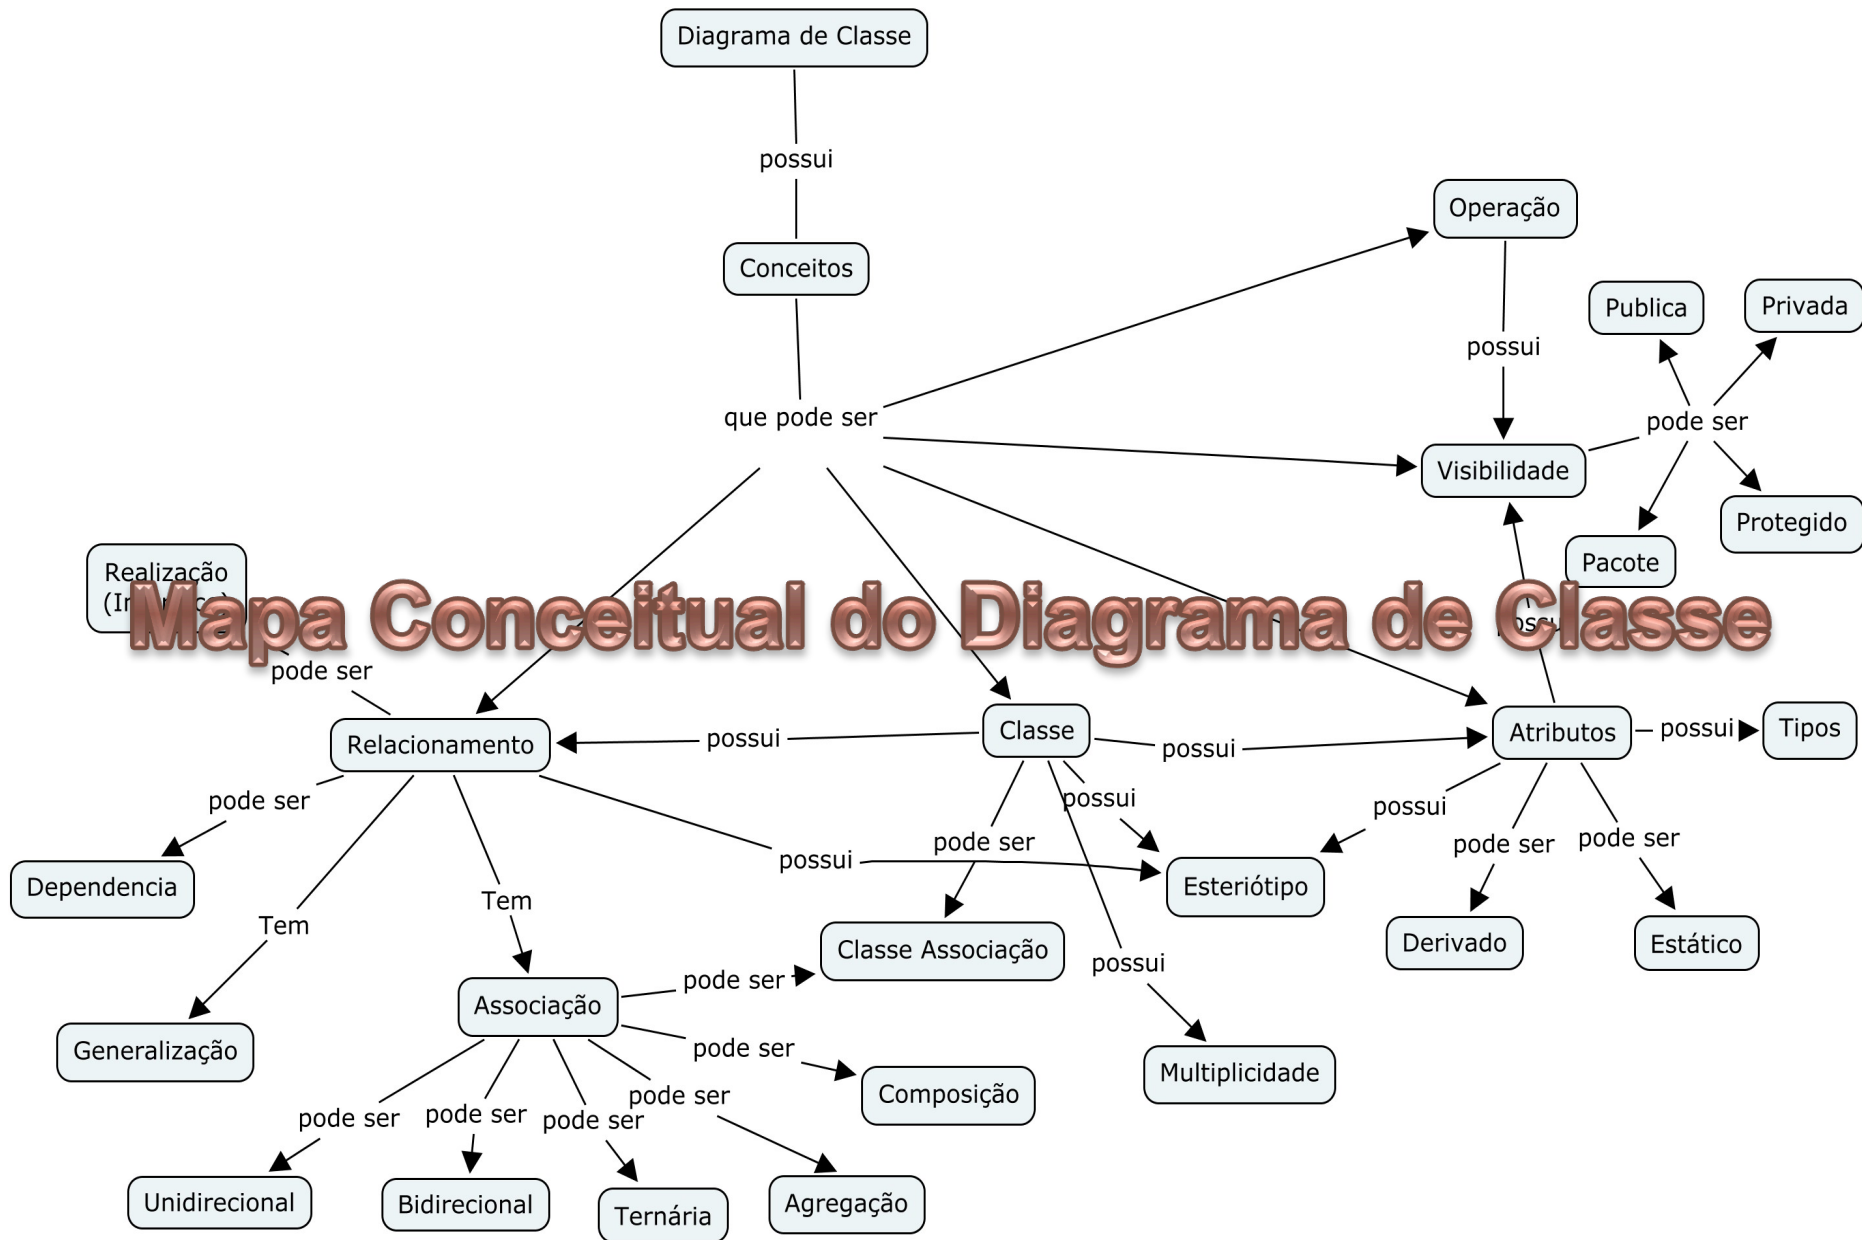 Diagrama de Classe
possui
Conceitos
que pode ser
Operação
possui
Publica
Privada
pode ser
Visibilidade
Protegido
Pacote
Realização
Mapa Conceitual do Diagrama de Classe
possui
pode ser
Relacionamento
possui
Classe
possui
Atributos
possui
Tipos
pode ser
possui
possui
possui
pode ser
pode ser
pode ser
Dependencia
Esteriótipo
Tem
Tem
Classe Associação
Derivado
Estático
possui
pode ser
Associação
Generalização
pode ser
Composição
Multiplicidade
pode ser
pode ser
pode ser
pode ser
Unidirecional
Bidirecional
Ternária
Agregação